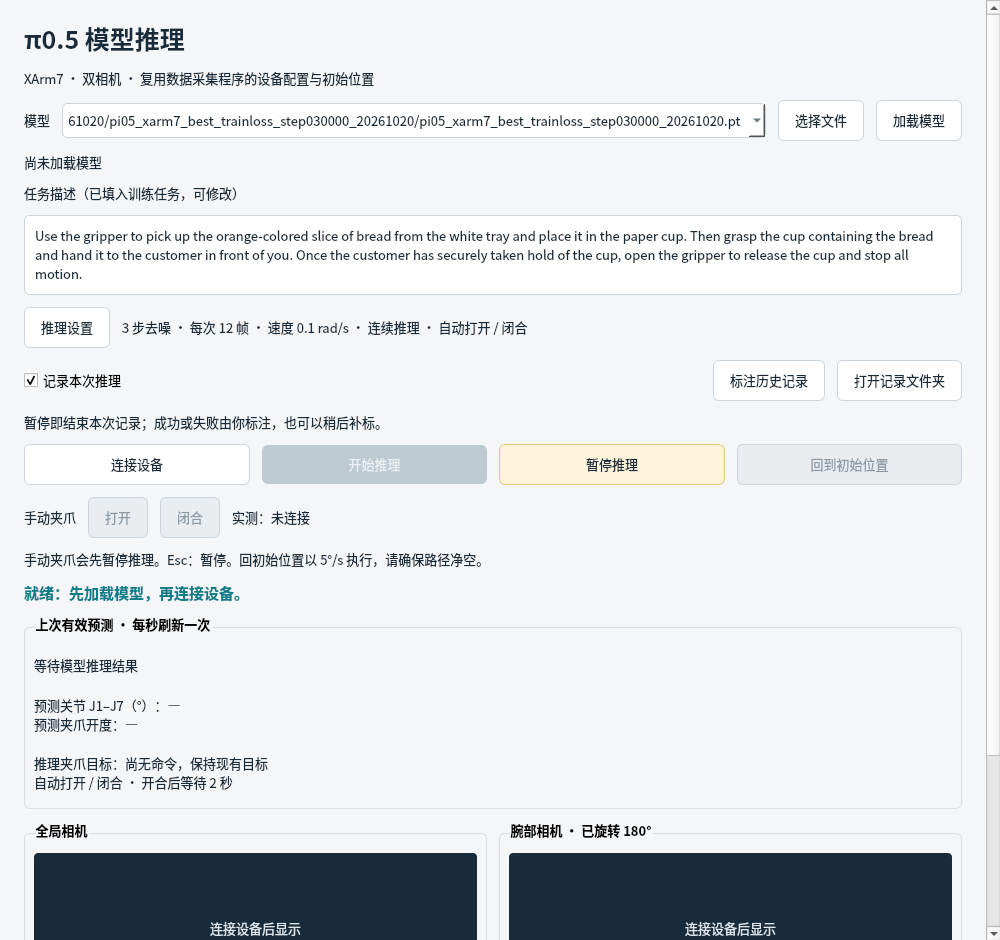 π0.5 模型推理
XArm7 · 双相机 · 复用数据采集程序的设备配置与初始位置
模型 61020/pi05_xarm7_best_trainloss_step030000_20261020/pi05_xarm7_best_trainloss_step030000_20261020.pt 选择文件 加载模型
尚未加载模型
任务描述（已填入训练任务，可修改）
Use the gripper to pick up the orange-colored slice of bread from the white tray and place it in the paper cup. Then grasp the cup containing the bread
and hand it to the customer in front of you. Once the customer has securely taken hold of the cup, open the gripper to release the cup and stop all
motion.
推理设置 3 步去噪 · 每次 12 帧 · 速度 0.1 rad/s · 连续推理 · 自动打开 / 闭合
记录本次推理 标注历史记录 打开记录文件夹
暂停即结束本次记录；成功或失败由你标注，也可以稍后补标。
连接设备 开始推理 暂停推理 回到初始位置
手动夹爪 打开 闭合 实测：未连接
手动夹爪会先暂停推理。Esc：暂停。回初始位置以 5°/s 执行，请确保路径净空。
就绪：先加载模型，再连接设备。
上次有效预测 · 每秒刷新一次
等待模型推理结果
预测关节 J1–J7（°）：—
预测夹爪开度：—
推理夹爪目标：尚无命令，保持现有目标
自动打开 / 闭合 · 开合后等待 2 秒
全局相机 腕部相机 · 已旋转 180°
连接设备后显示 连接设备后显示